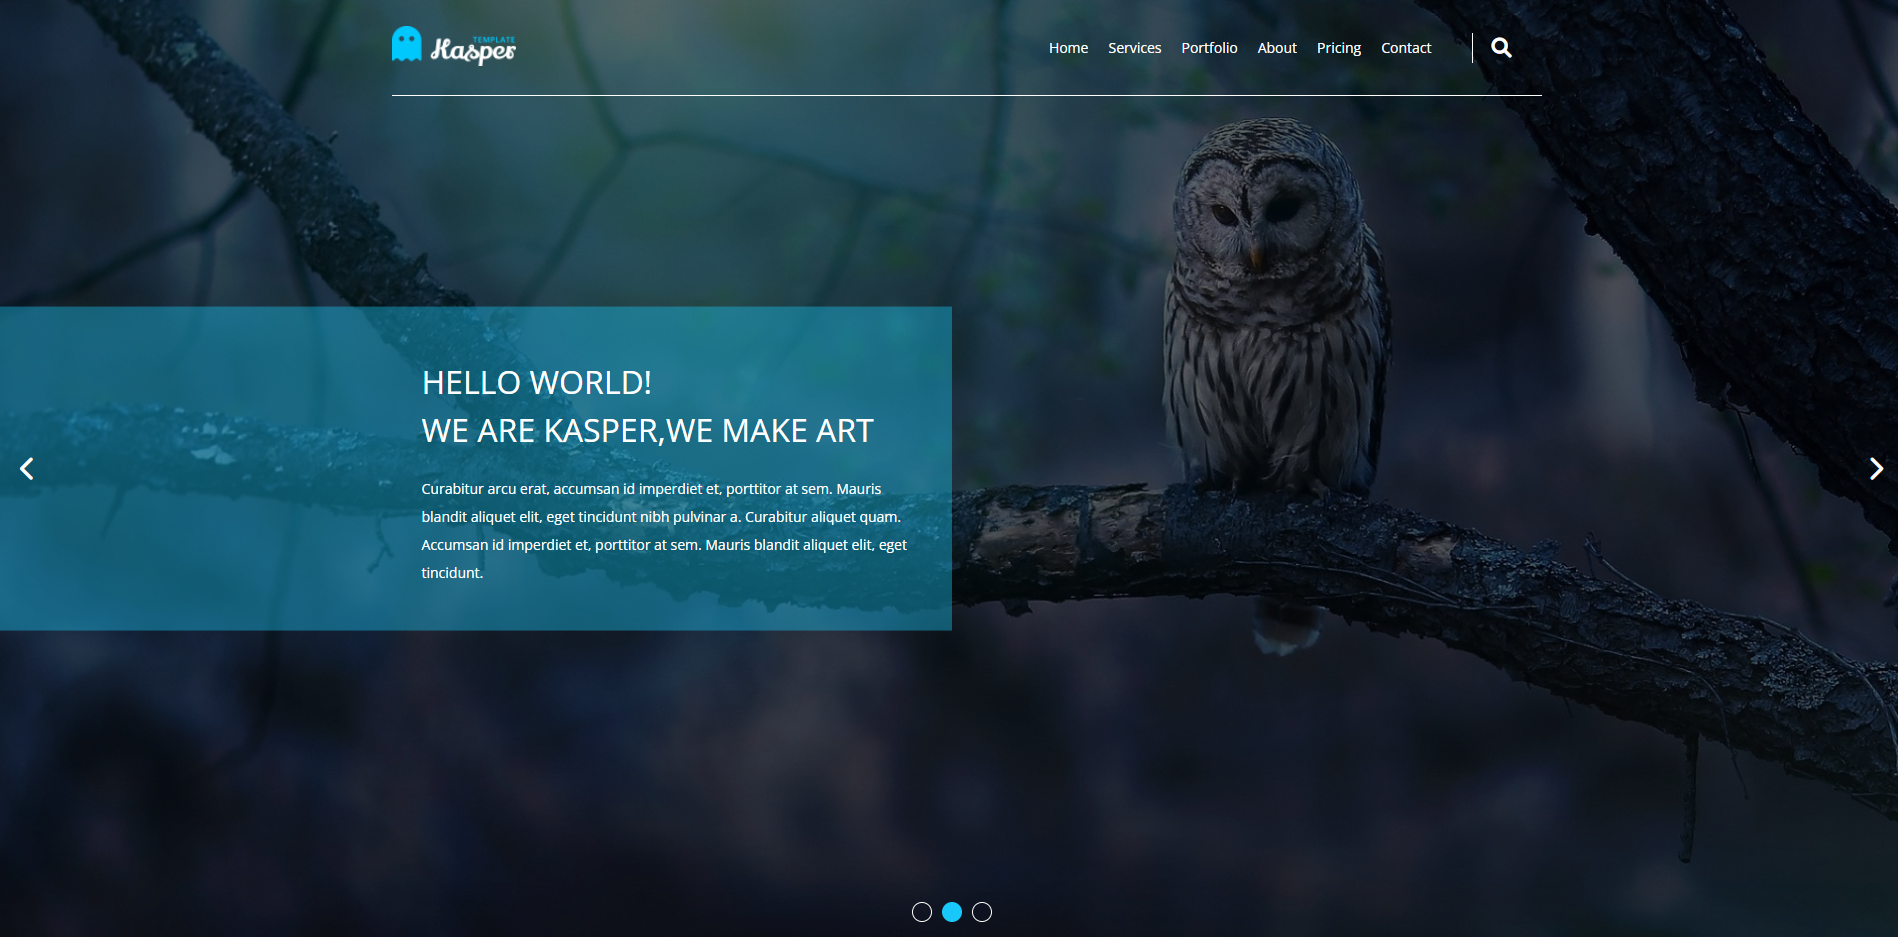 TEMPLATE
Kasper
Home Services Portfolio About Pricing Contact
HELLO WORLD!
WE ARE KASPER,WE MAKE ART
Curabitur arcu erat, accumsan id imperdiet et, porttitor at sem. Mauris
blandit aliquet elit, eget tincidunt nibh pulvinar a. Curabitur aliquet quam.
Accumsan id imperdiet et, porttitor at sem. Mauris blandit aliquet elit, eget
tincidunt.